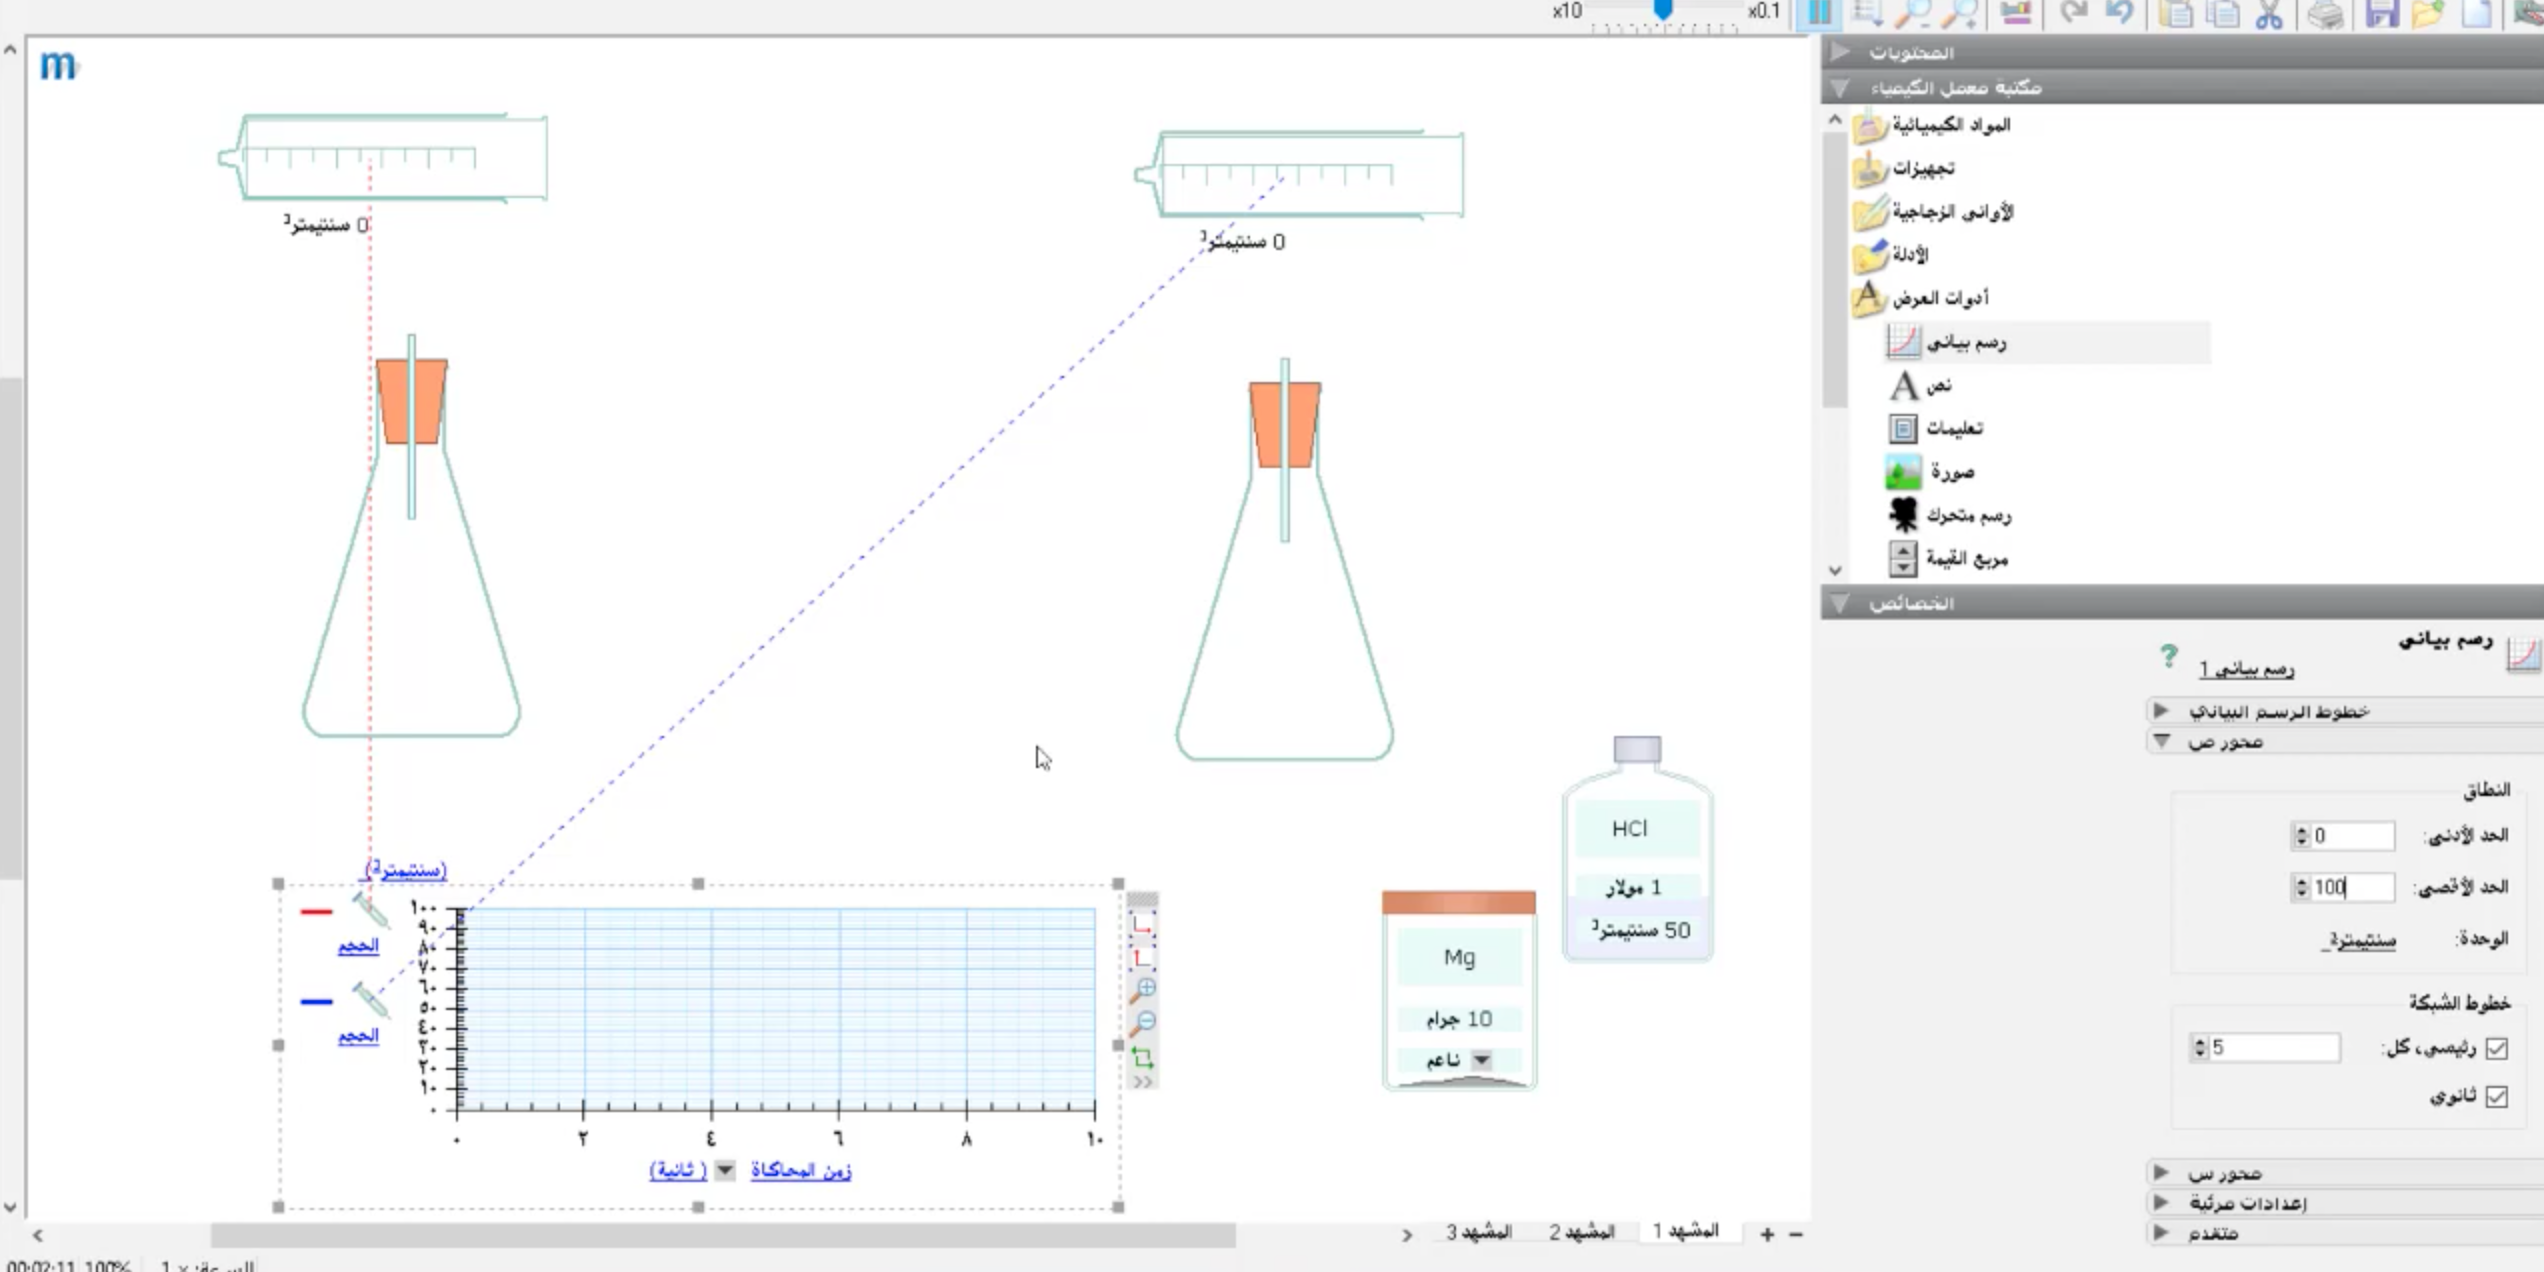 x10
x0.1
m
المحتويات
مكتبة معمل الكيمياء
المواد الكيميائية
تجهيزات
الأواني الزجاجية
الأدلة
أدوات العرض
رسم بياني
نص
تعليمات
صورة
رسم متحرك
مربع القيمة
الخصائص
رسم بياني
رسم بياني 1
خطوط الرسم البياني
محور ص
النطاق
الحد الأدنى: 0
الحد الأقصى: 100
الوحدة: سنتيمتر³
خطوط الشبكة
رئيسي، كل: 5
ثانوي
محور س
إعدادات مرئية
متقدم
0 سنتيمتر³
0 سنتيمتر³
HCl
1 مولار
50 سنتيمتر³
Mg
10 جرام
ناعم
(سنتيمتر³)
الحجم
الحجم
١٠٠
٩٠
٨٠
٧٠
٦٠
٥٠
٤٠
٣٠
٢٠
١٠
٠
٠ ٢ ٤ ٦ ٨ ١٠
زمن المحاكاة (ثانية)
المشهد 1
المشهد 2
المشهد 3
00:02:11 100% السرعة: × 1